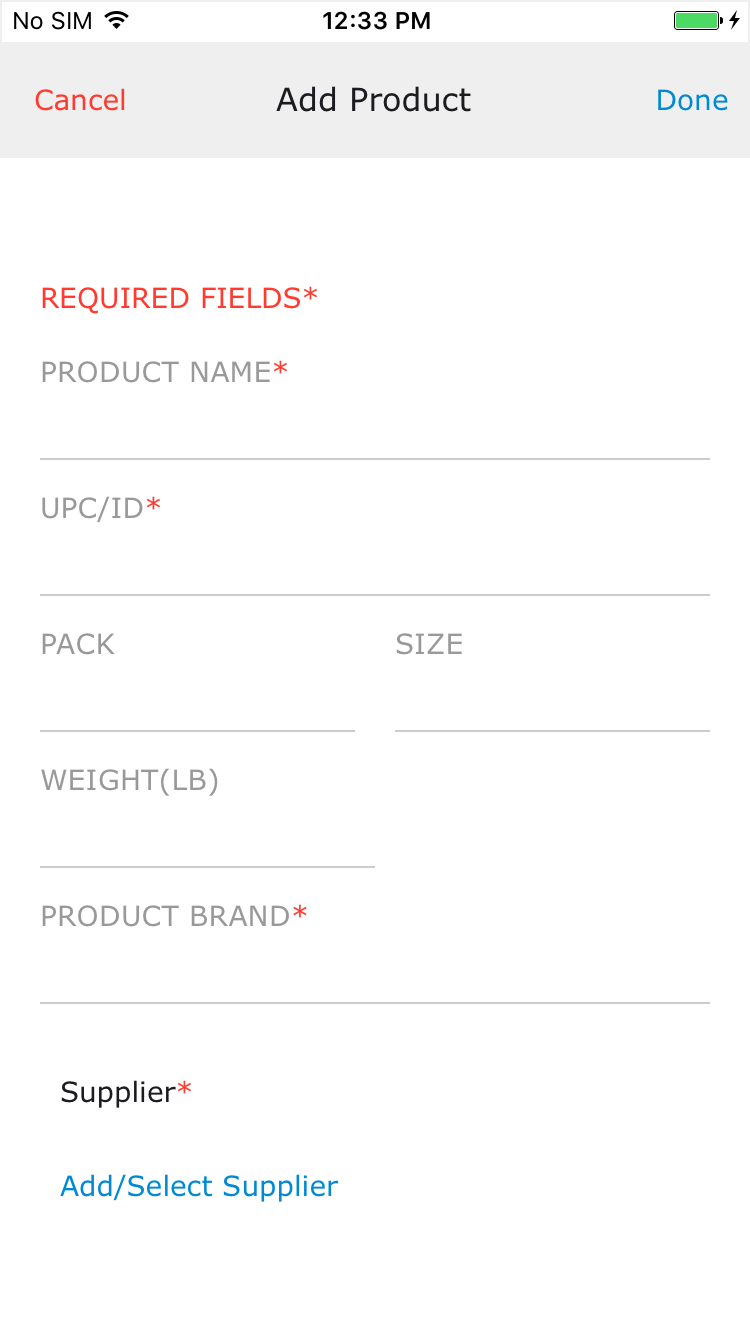 No SIM 12:33 PM
Cancel Add Product Done
REQUIRED FIELDS*
PRODUCT NAME*
UPC/ID*
PACK SIZE
WEIGHT(LB)
PRODUCT BRAND*
Supplier*
Add/Select Supplier